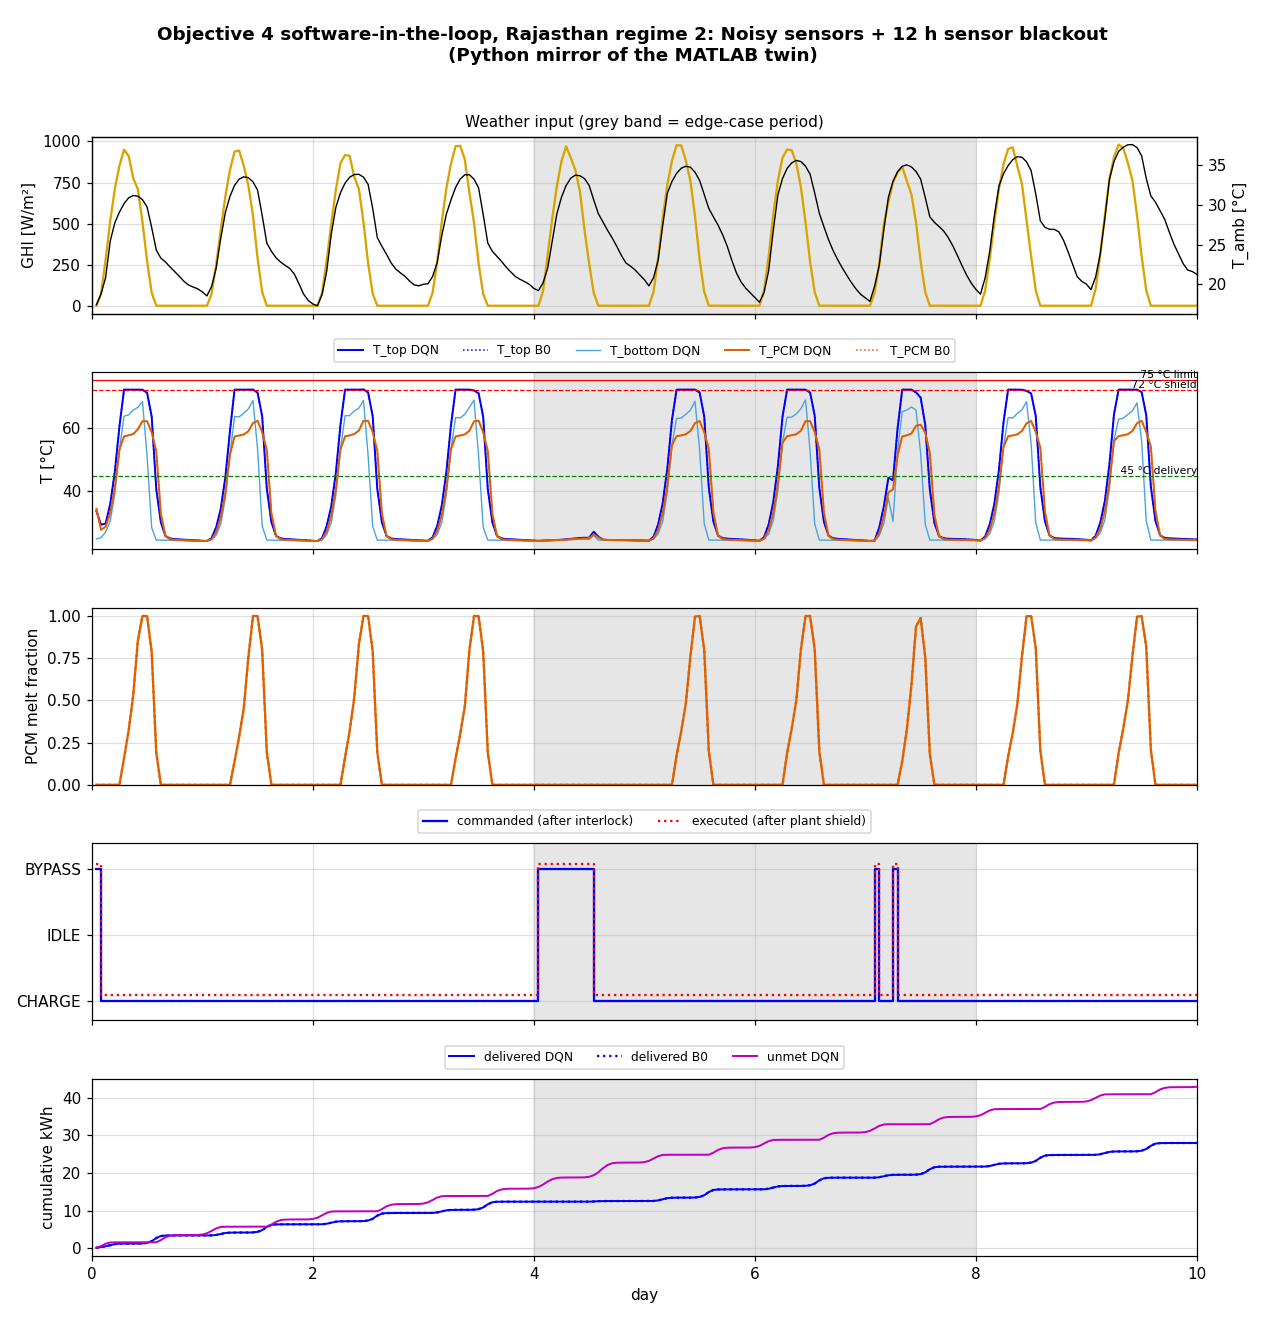 Objective 4 software-in-the-loop, Rajasthan regime 2: Noisy sensors + 12 h sensor blackout
(Python mirror of the MATLAB twin)
Weather input (grey band = edge-case period)
1000
750
500
250
0
GHI [W/m²]
35
30
25
20
T_amb [°C]
T_top DQN
T_top B0
T_bottom DQN
T_PCM DQN
T_PCM B0
75 °C limit
72 °C shield
45 °C delivery
60
40
T [°C]
1.00
0.75
0.50
0.25
0.00
PCM melt fraction
commanded (after interlock)
executed (after plant shield)
BYPASS
IDLE
CHARGE
delivered DQN
delivered B0
unmet DQN
40
30
20
10
0
cumulative kWh
0
2
4
6
8
10
day